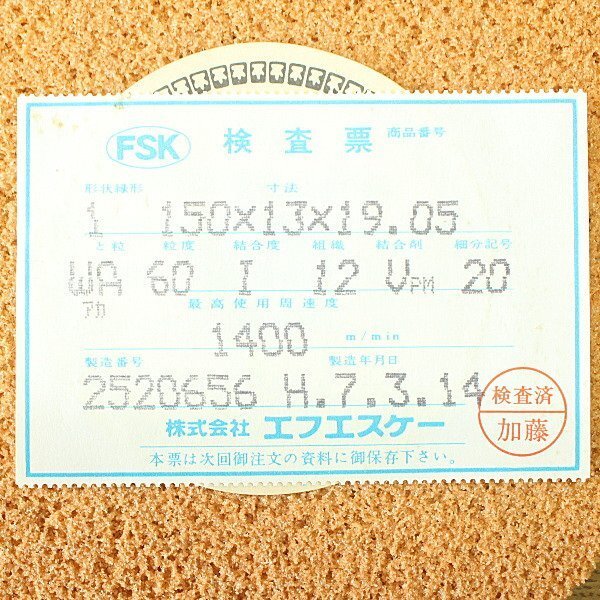 FSK 検査票 商品番号
形状縁形 寸法
1 150×13×19.05
と粒 粒度 結合度 組織 結合剤 細分記号
WA 60 I 12 VPM 20
アカ
最高使用周速度
1400 m/min
製造番号 製造年月日
2520656 H.7.3.14
検査済
加藤
株式会社 エフエスケー
本票は次回御注文の資料に御保存下さい。